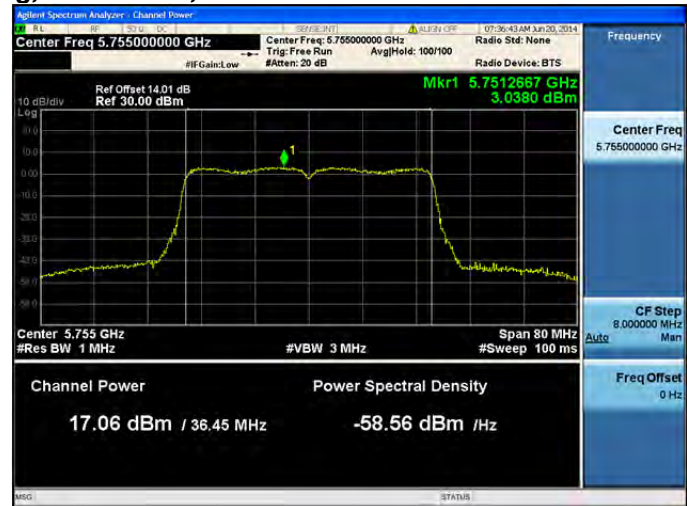 Agilent Spectrum Analyzer - Channel Power
RL RF 50 Ω DC SENSE:INT ALIGN OFF 07:36:43 AM Jun 20, 2014
Center Freq 5.755000000 GHz
Center Freq: 5.755000000 GHz
Radio Std: None
Trig: Free Run Avg|Hold: 100/100
#IFGain:Low #Atten: 20 dB Radio Device: BTS
Frequency
Mkr1 5.7512667 GHz
3.0380 dBm
Ref Offset 14.01 dB
10 dB/div Ref 30.00 dBm
Log
1
0.00
-10.0
Center 5.755 GHz Span 80 MHz
#Res BW 1 MHz #VBW 3 MHz #Sweep 100 ms
Channel Power Power Spectral Density
17.06 dBm / 36.45 MHz -58.56 dBm /Hz
Center Freq
5.755000000 GHz
CF Step
8.000000 MHz
Auto Man
Freq Offset
0 Hz
MSG STATUS